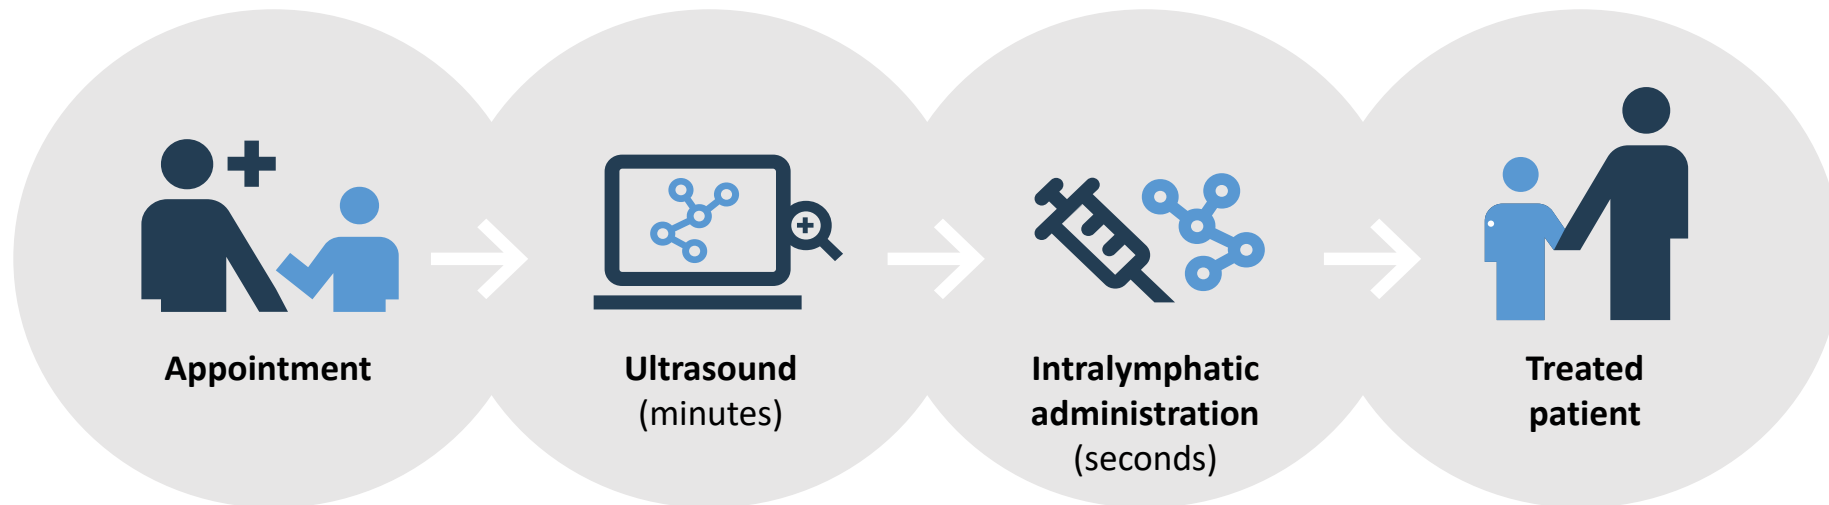 Appointment
Ultrasound
(minutes)
Intralymphatic
administration
(seconds)
Treated
patient